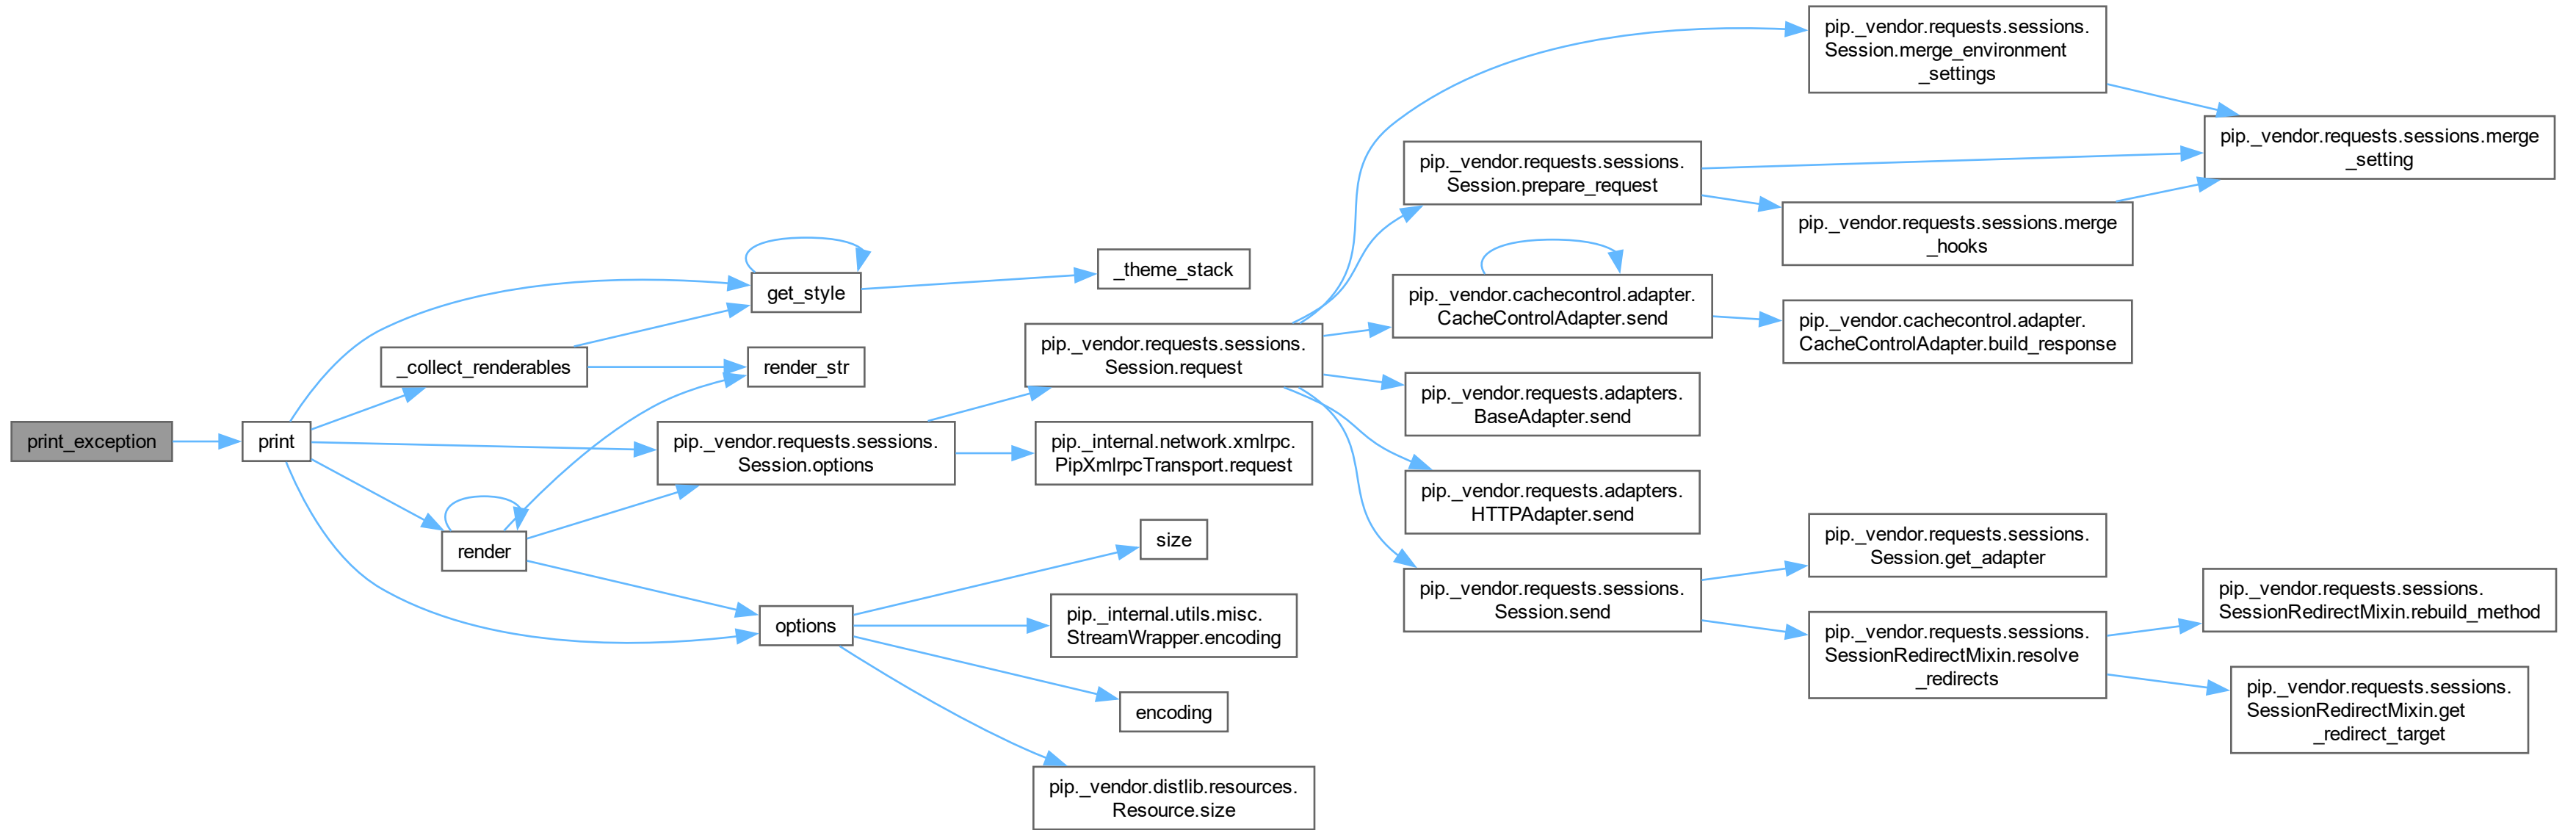 print_exception
print
get_style
_collect_renderables
render_str
pip._vendor.requests.sessions.
Session.options
render
options
_theme_stack
pip._vendor.requests.sessions.
Session.request
pip._internal.network.xmlrpc.
PipXmlrpcTransport.request
size
pip._internal.utils.misc.
StreamWrapper.encoding
encoding
pip._vendor.distlib.resources.
Resource.size
pip._vendor.requests.sessions.
Session.merge_environment
_settings
pip._vendor.requests.sessions.
Session.prepare_request
pip._vendor.requests.sessions.merge
_setting
pip._vendor.requests.sessions.merge
_hooks
pip._vendor.cachecontrol.adapter.
CacheControlAdapter.send
pip._vendor.cachecontrol.adapter.
CacheControlAdapter.build_response
pip._vendor.requests.adapters.
BaseAdapter.send
pip._vendor.requests.adapters.
HTTPAdapter.send
pip._vendor.requests.sessions.
Session.send
pip._vendor.requests.sessions.
Session.get_adapter
pip._vendor.requests.sessions.
SessionRedirectMixin.resolve
_redirects
pip._vendor.requests.sessions.
SessionRedirectMixin.rebuild_method
pip._vendor.requests.sessions.
SessionRedirectMixin.get
_redirect_target